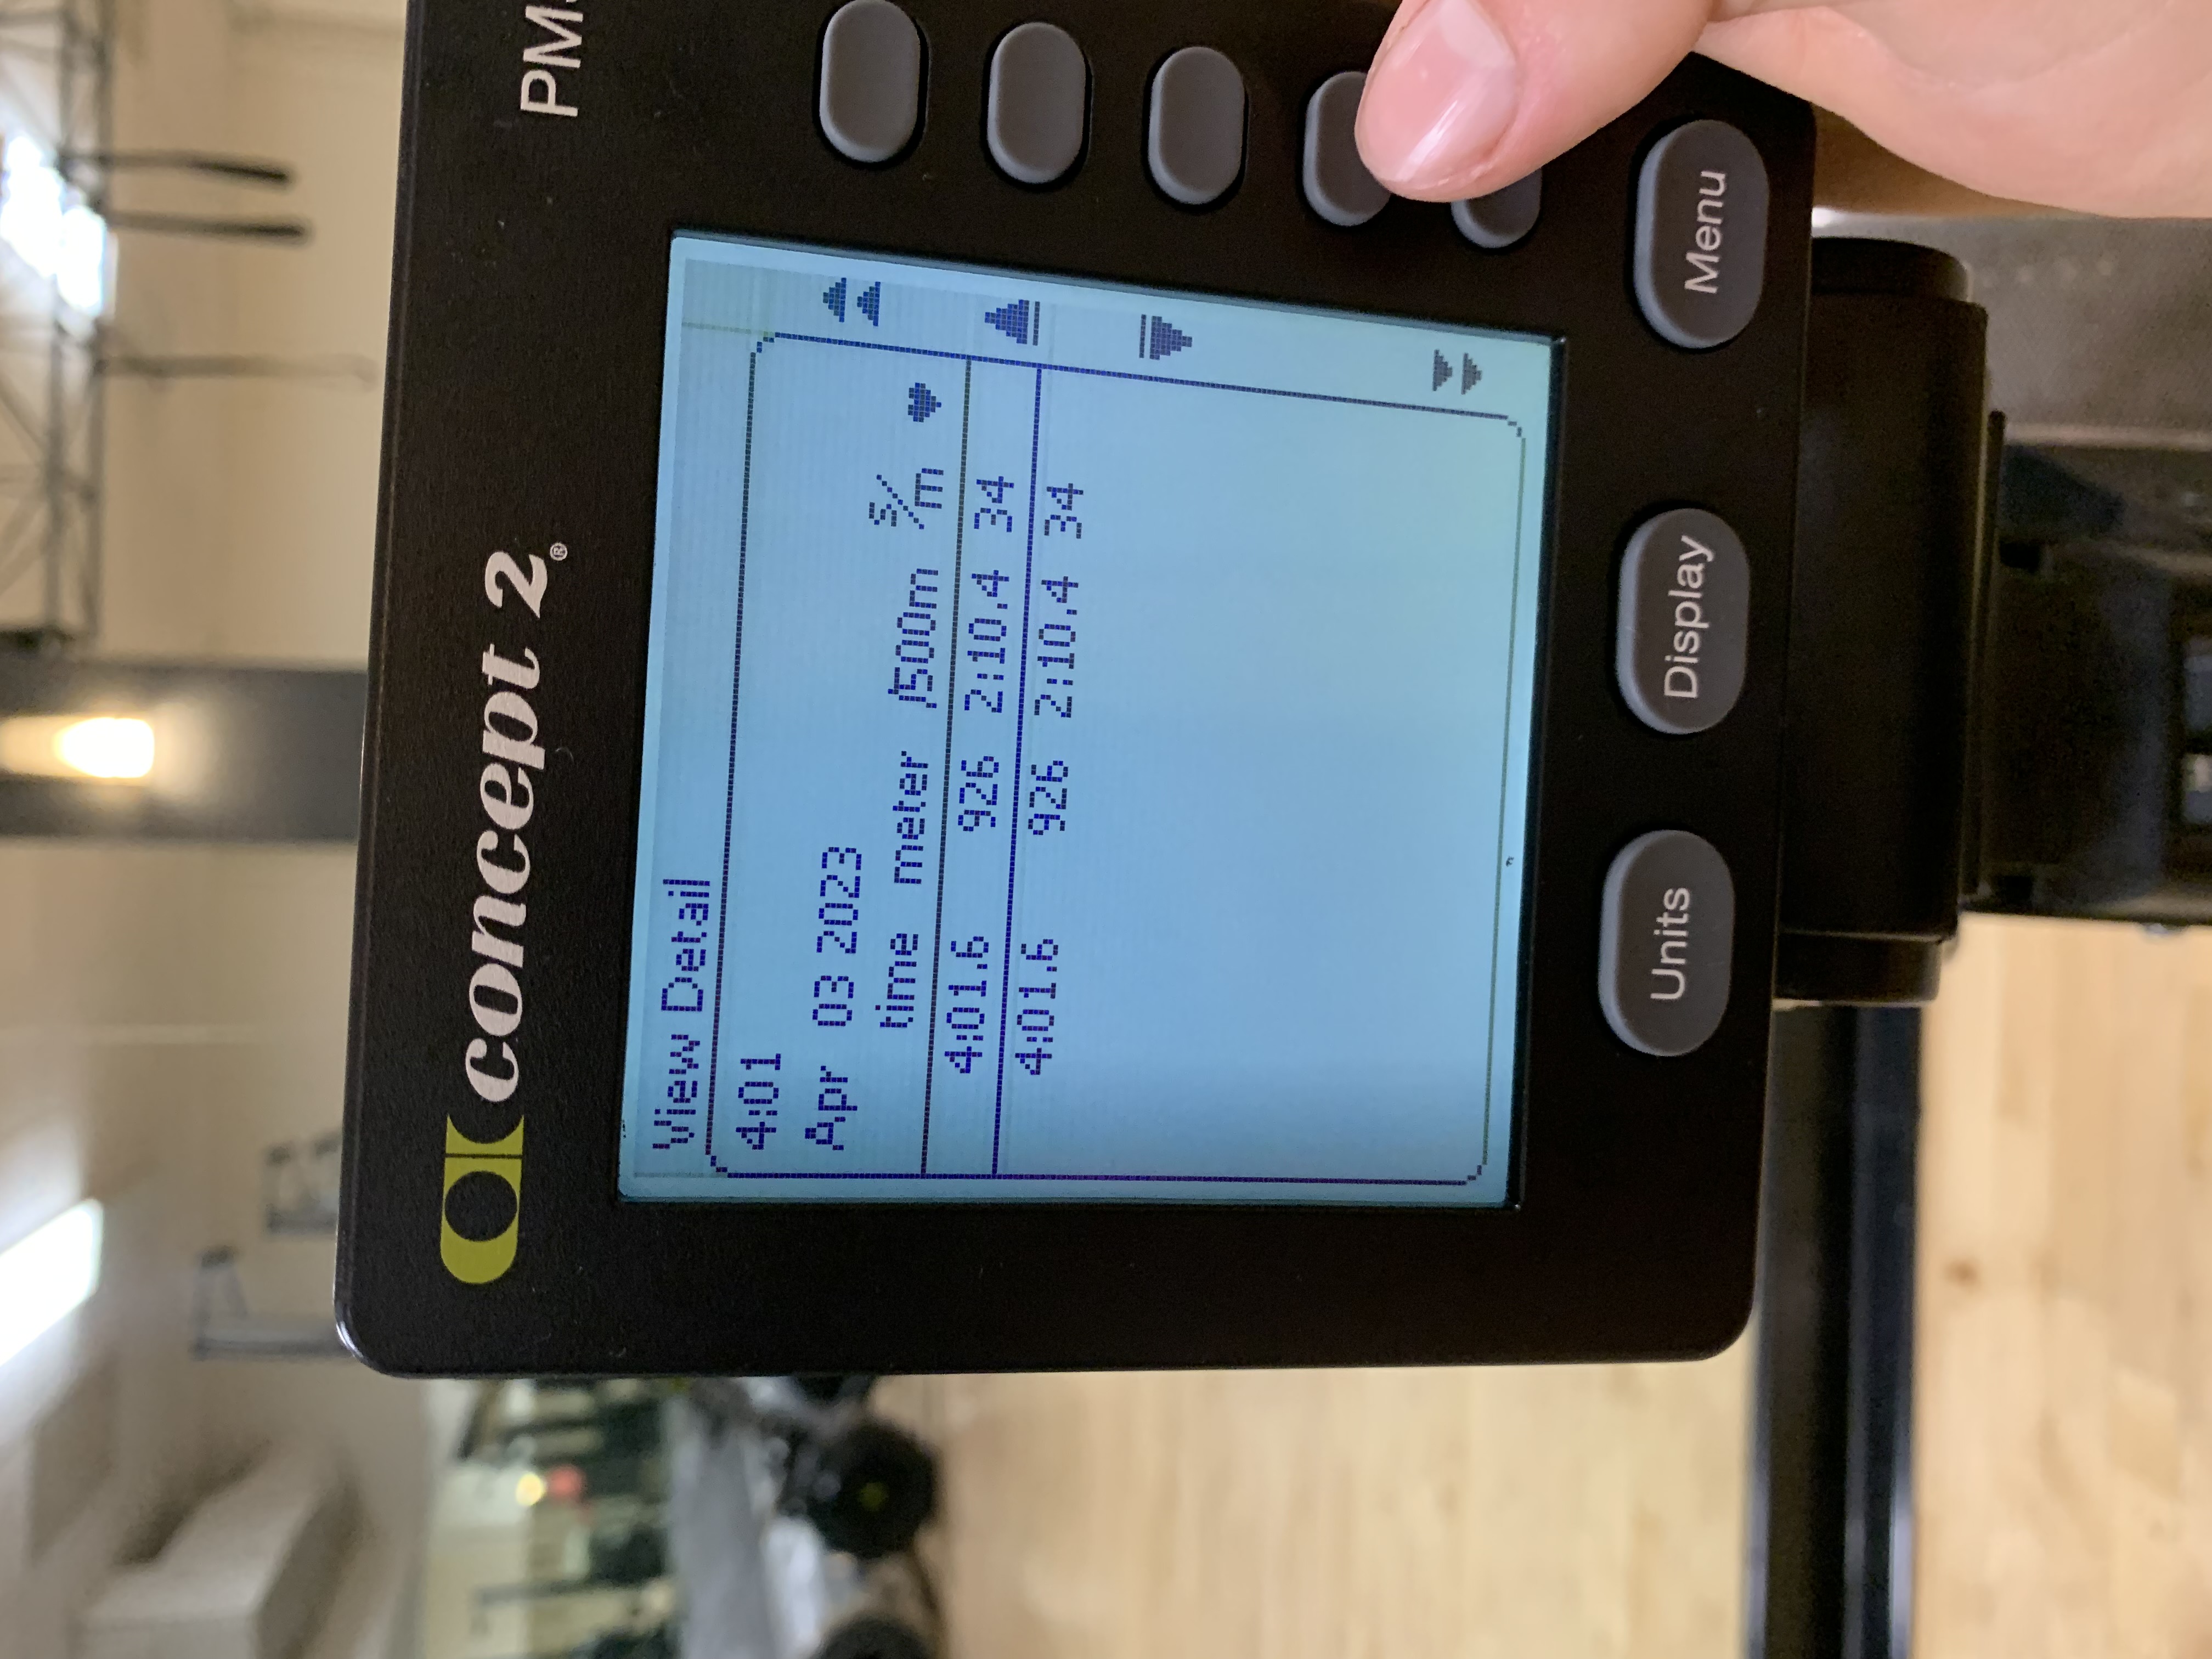 concept 2®
PM
View Detail
4:01
Apr 03 2023
time meter /500m s/m ♥
4:01.6 926 2:10.4 34
4:01.6 926 2:10.4 34
Units Display Menu